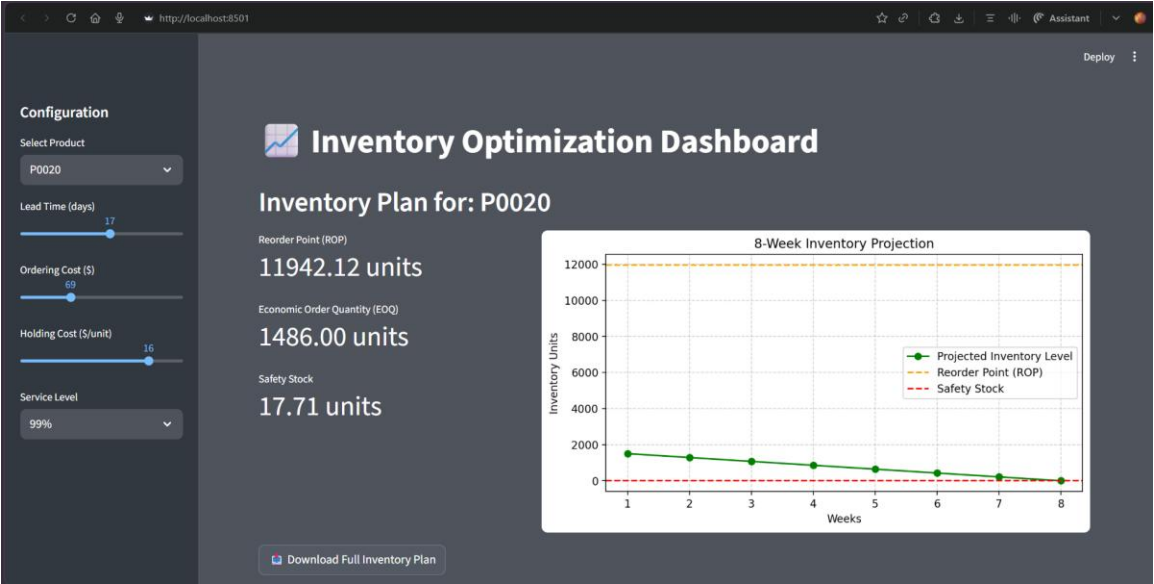 http://localhost:8501
Assistant
Deploy
Configuration
Select Product
P0020
Lead Time (days)
17
Ordering Cost ($)
69
Holding Cost ($/unit)
16
Service Level
99%
📈 Inventory Optimization Dashboard
Inventory Plan for: P0020
Reorder Point (ROP)
11942.12 units
Economic Order Quantity (EOQ)
1486.00 units
Safety Stock
17.71 units
8-Week Inventory Projection
Inventory Units
12000
10000
8000
6000
4000
2000
0
Projected Inventory Level
Reorder Point (ROP)
Safety Stock
1 2 3 4 5 6 7 8
Weeks
Download Full Inventory Plan